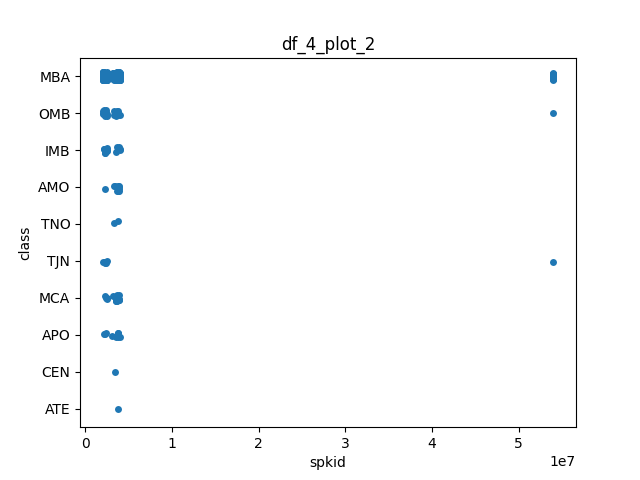 df_4_plot_2
MBA
OMB
IMB
AMO
TNO
TJN
MCA
APO
CEN
ATE
class
0 1 2 3 4 5
1e7
spkid